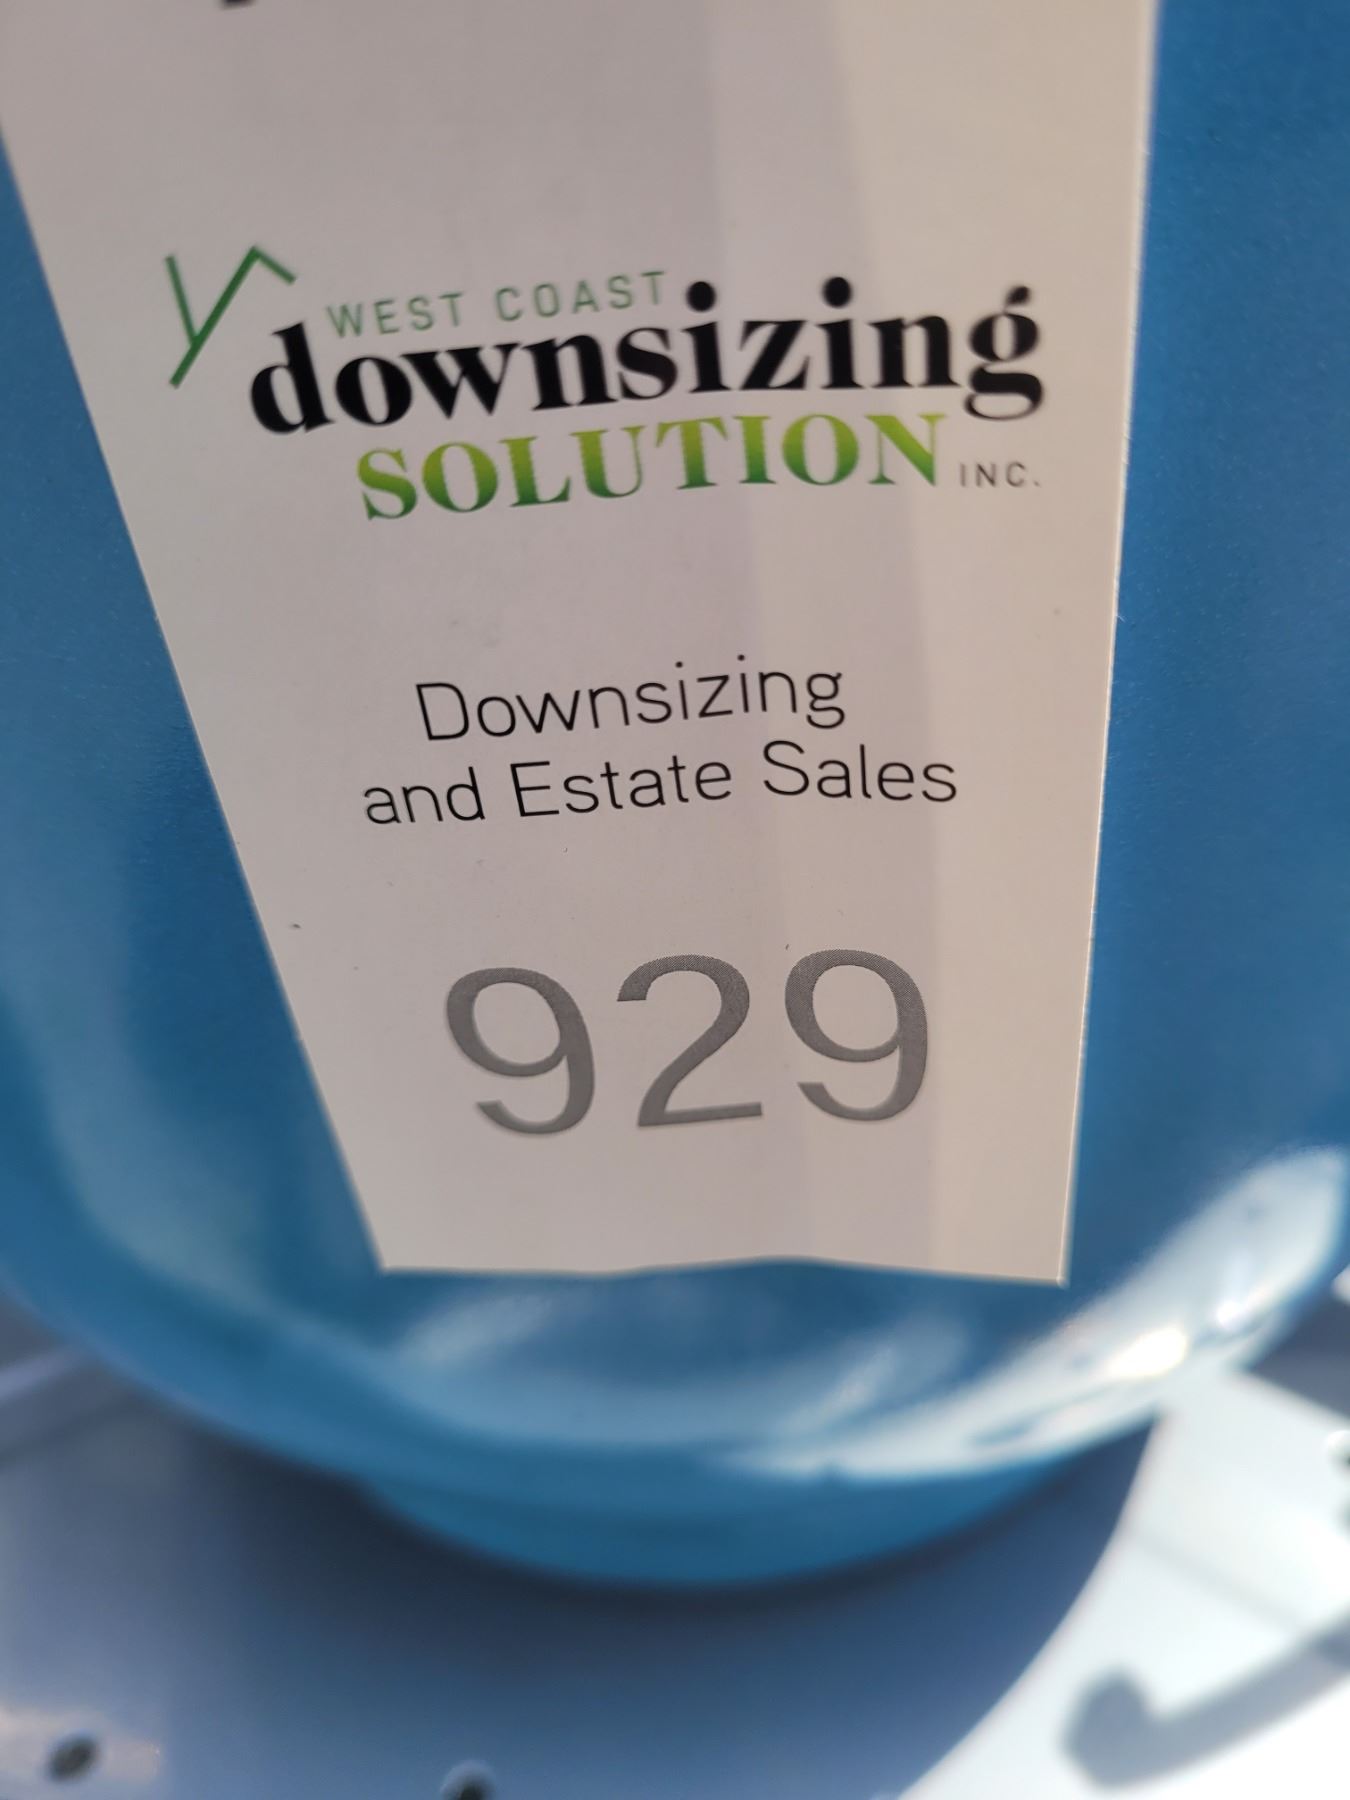 WEST COAST
downsizing
SOLUTION INC.
Downsizing
and Estate Sales
929